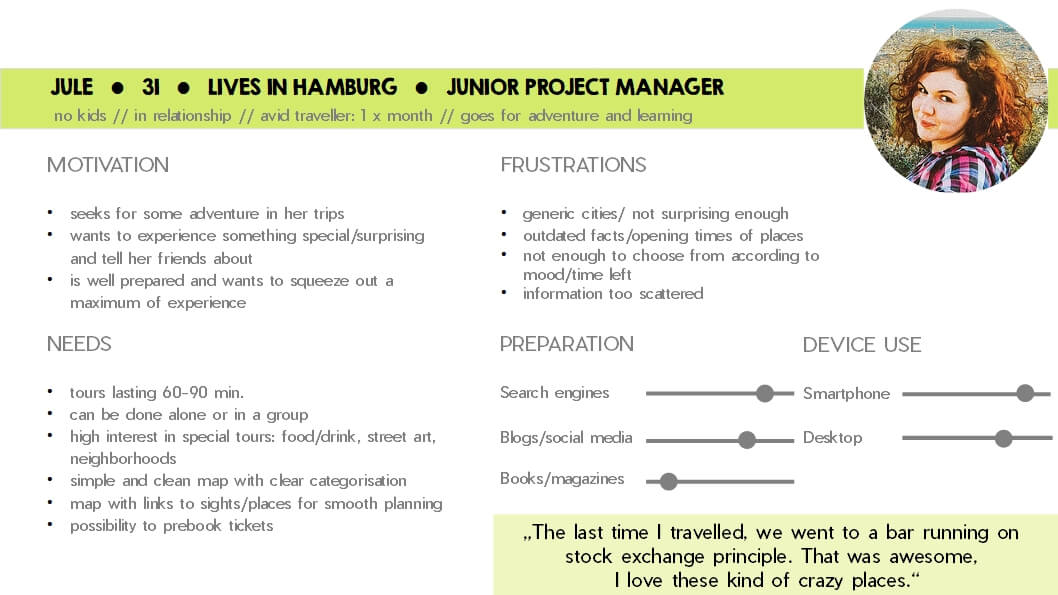 JULE ● 31 ● LIVES IN HAMBURG ● JUNIOR PROJECT MANAGER
no kids // in relationship // avid traveller: 1 x month // goes for adventure and learning
MOTIVATION
• seeks for some adventure in her trips
• wants to experience something special/surprising
and tell her friends about
• is well prepared and wants to squeeze out a
maximum of experience
FRUSTRATIONS
• generic cities/ not surprising enough
• outdated facts/opening times of places
• not enough to choose from according to
mood/time left
• information too scattered
NEEDS
• tours lasting 60-90 min.
• can be done alone or in a group
• high interest in special tours: food/drink, street art,
neighborhoods
• simple and clean map with clear categorisation
• map with links to sights/places for smooth planning
• possibility to prebook tickets
PREPARATION
Search engines
Blogs/social media
Books/magazines
DEVICE USE
Smartphone
Desktop
„The last time I travelled, we went to a bar running on
stock exchange principle. That was awesome,
I love these kind of crazy places.“